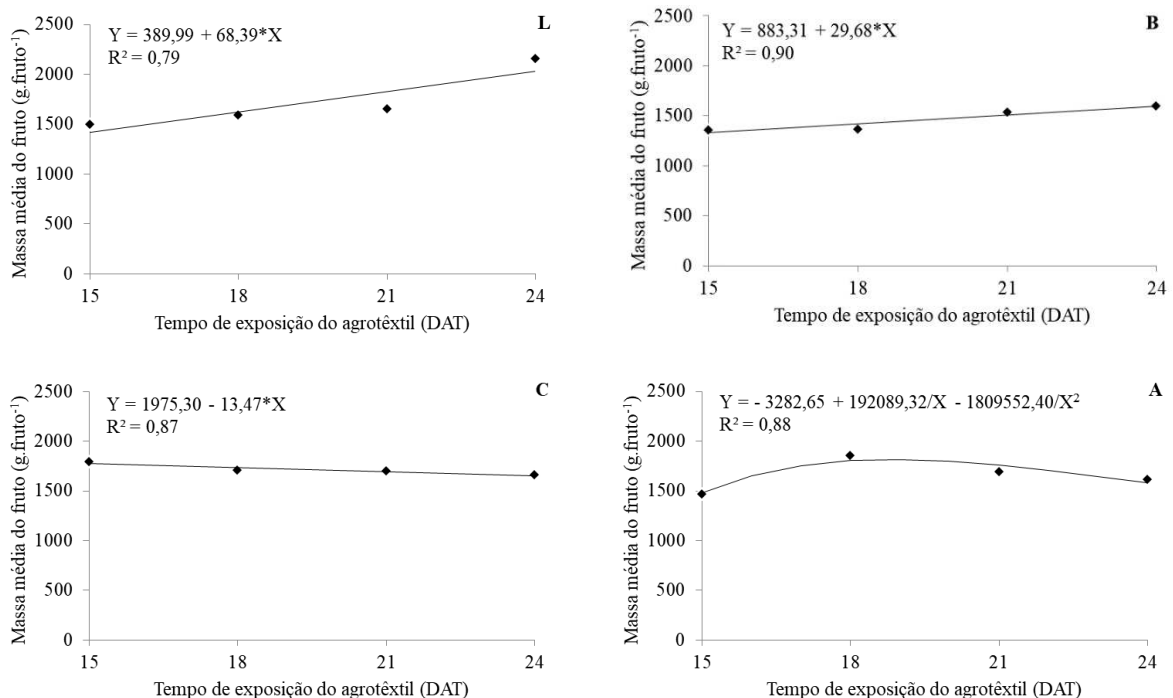 L
Y = 389,99 + 68,39*X
R² = 0,79
Massa média do fruto (g.fruto⁻¹)
2500
2000
1500
1000
500
0
15 18 21 24
Tempo de exposição do agrotêxtil (DAT)
B
Y = 883,31 + 29,68*X
R² = 0,90
Massa média do fruto (g.fruto⁻¹)
2500
2000
1500
1000
500
0
15 18 21 24
Tempo de exposição do agrotêxtil (DAT)
C
Y = 1975,30 - 13,47*X
R² = 0,87
Massa média do fruto (g.fruto⁻¹)
2500
2000
1500
1000
500
0
15 18 21 24
Tempo de exposição do agrotêxtil (DAT)
A
Y = - 3282,65 + 192089,32/X - 1809552,40/X²
R² = 0,88
Massa média do fruto (g.fruto⁻¹)
2500
2000
1500
1000
500
0
15 18 21 24
Tempo de exposição do agrotêxtil (DAT)